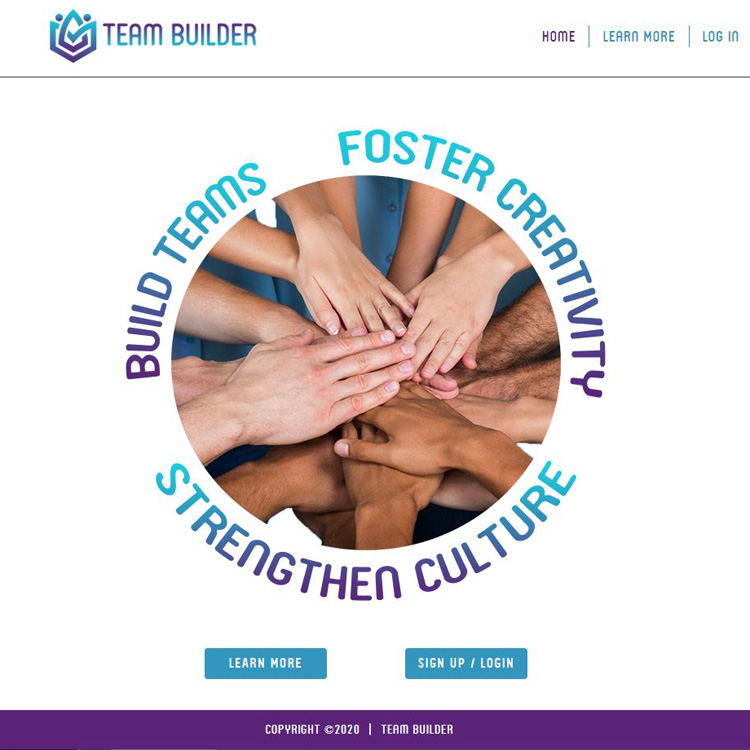 TEAM BUILDER
HOME | LEARN MORE | LOG IN
BUILD TEAMS
FOSTER CREATIVITY
STRENGTHEN CULTURE
LEARN MORE
SIGN UP / LOGIN
COPYRIGHT ©2020 | TEAM BUILDER